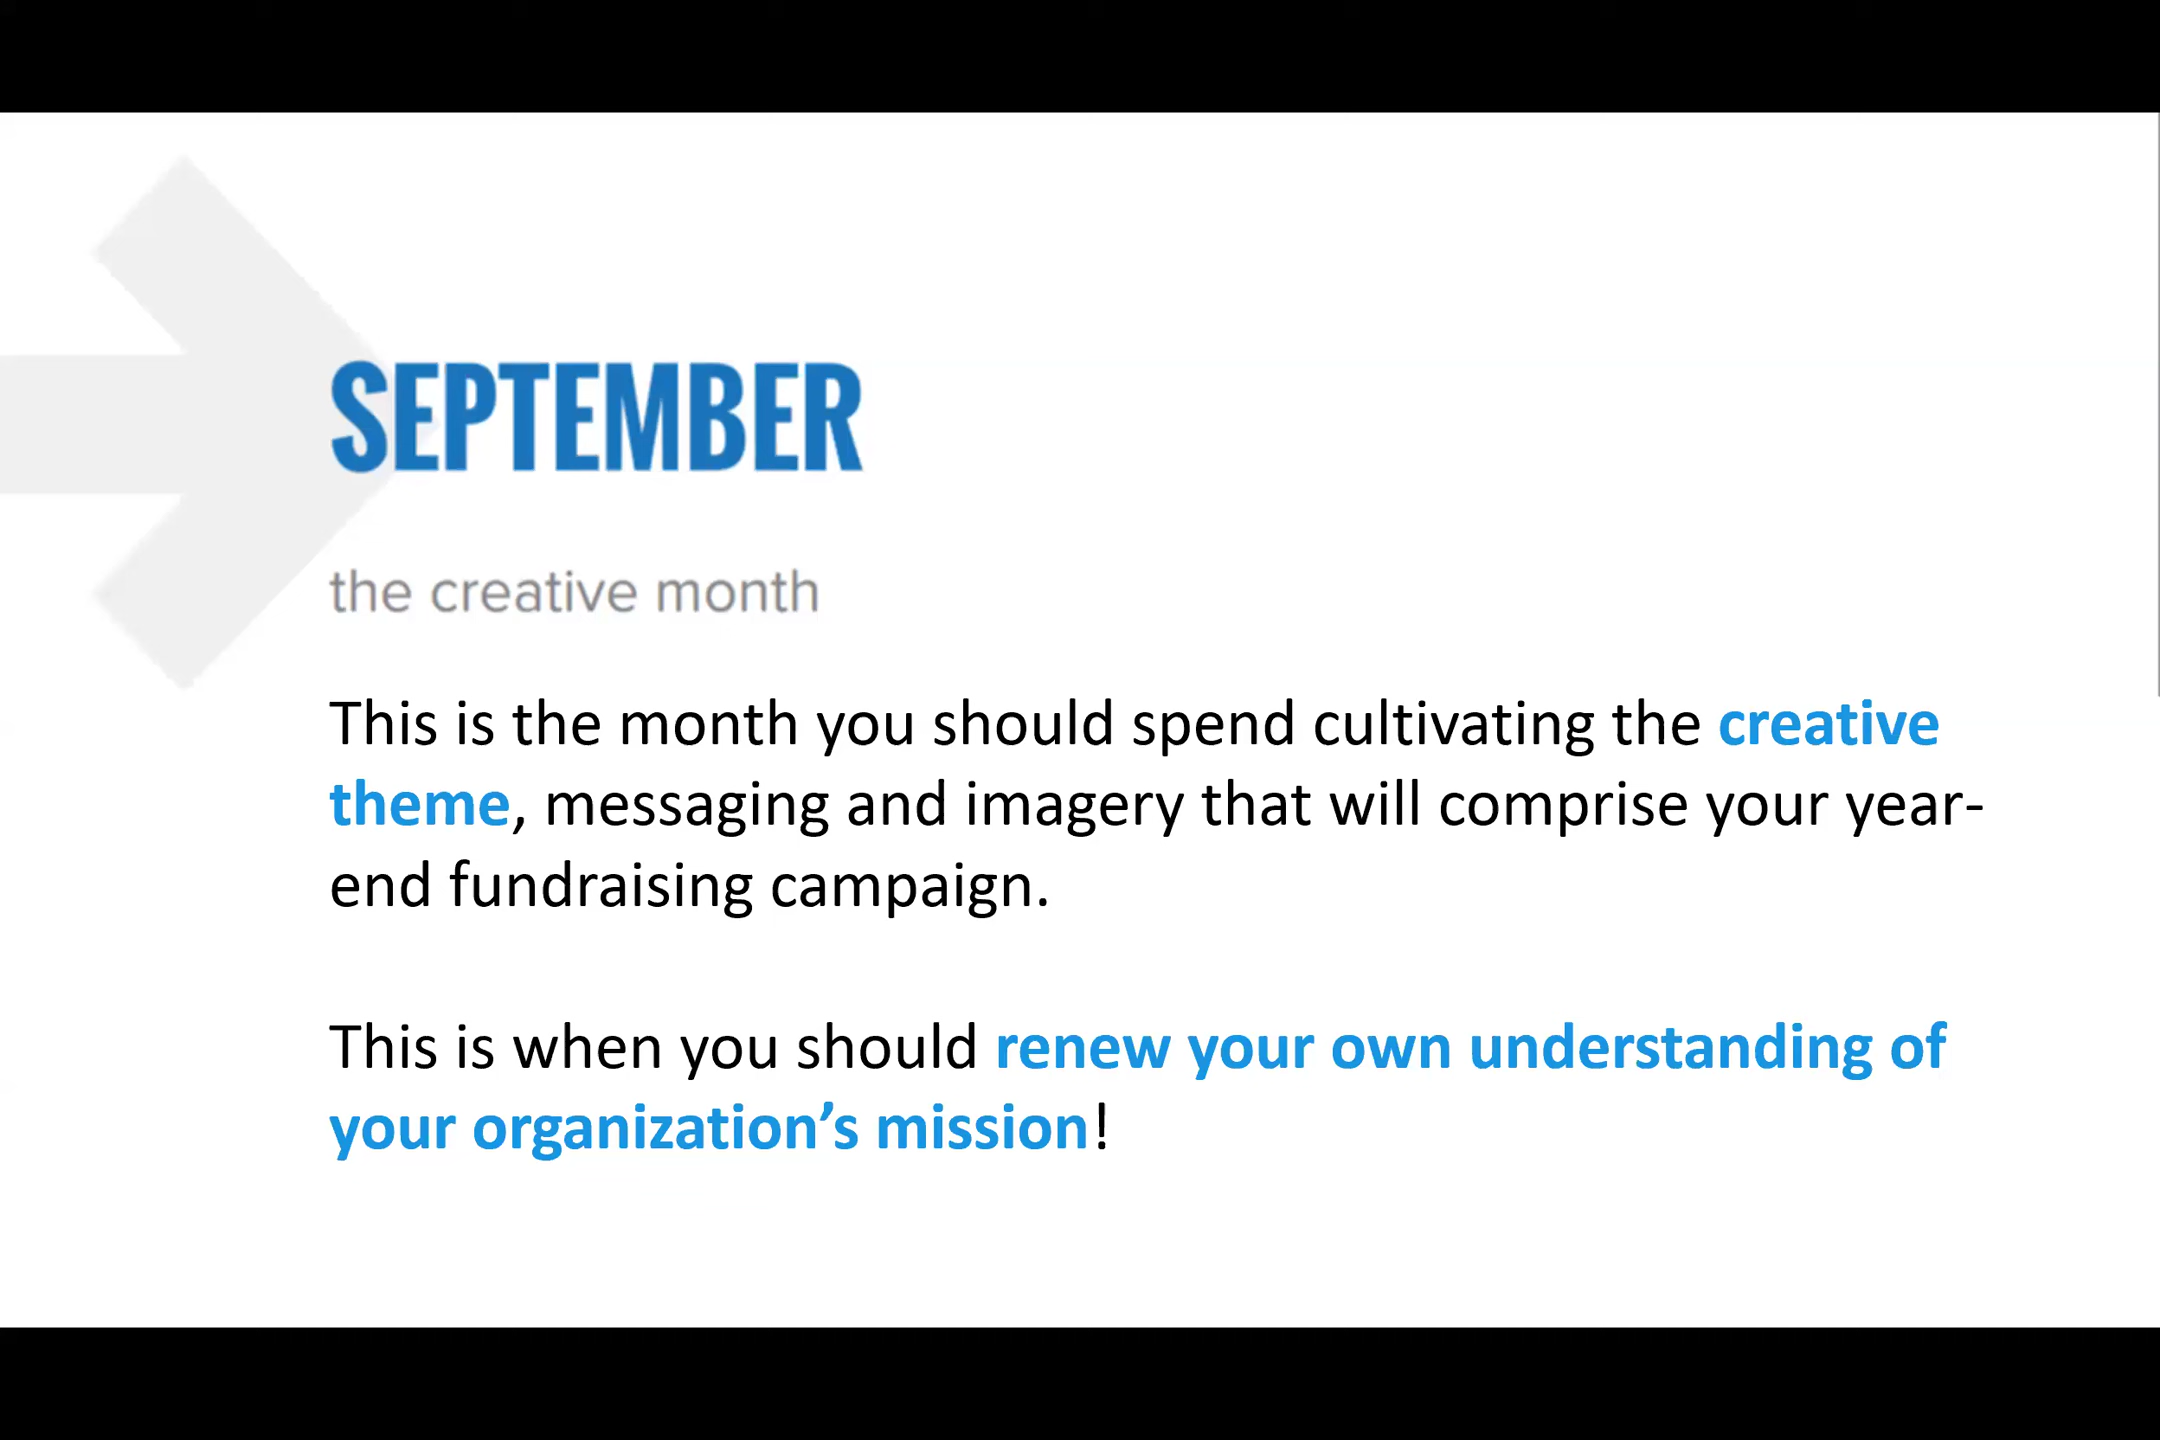 SEPTEMBER
the creative month
This is the month you should spend cultivating the creative
theme, messaging and imagery that will comprise your year-
end fundraising campaign.
This is when you should renew your own understanding of
your organization’s mission!